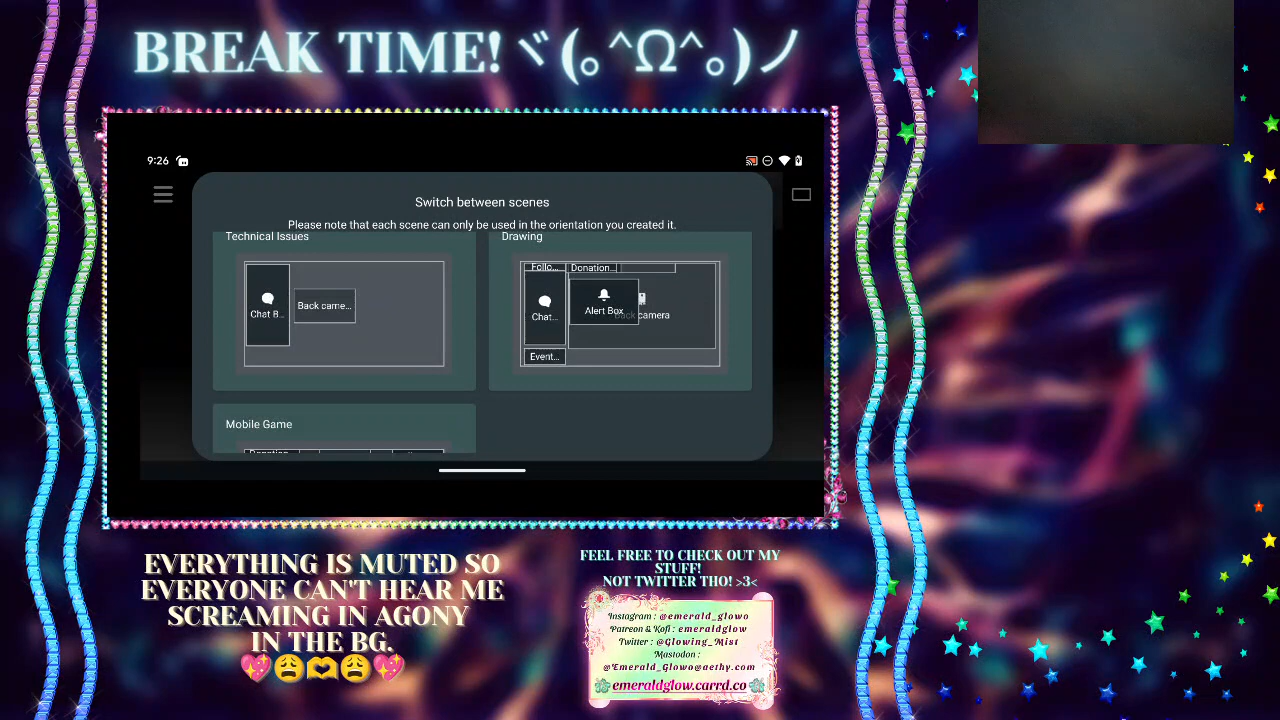 BREAK TIME!ヾ(｡^Ω^｡)ノ
9:26
Switch between scenes
Please note that each scene can only be used in the orientation you created it.
Technical Issues
Drawing
Chat B...
Back came...
Follo...
Donation...
Chat...
Alert Box
Back camera
Event...
Mobile Game
Donation
EVERYTHING IS MUTED SO
EVERYONE CAN'T HEAR ME
SCREAMING IN AGONY
IN THE BG.
💖😩🫶😩💖
FEEL FREE TO CHECK OUT MY
STUFF!
NOT TWITTER THO! >3<
Instagram : @emerald_glowo
Patreon & Kofi : emeraldglow
Twitter : @Glowing_Mist
Mastodon :
@Emerald_Glowo@aethy.com
emeraldglow.carrd.co